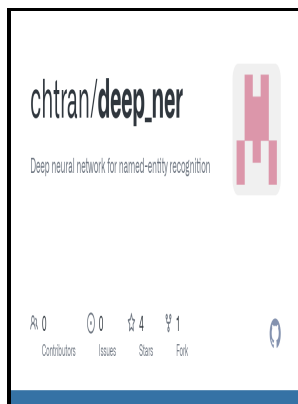 chtran/deep_ner
Deep neural network for named-entity recognition
0 0 4 1
Contributors Issues Stars Fork